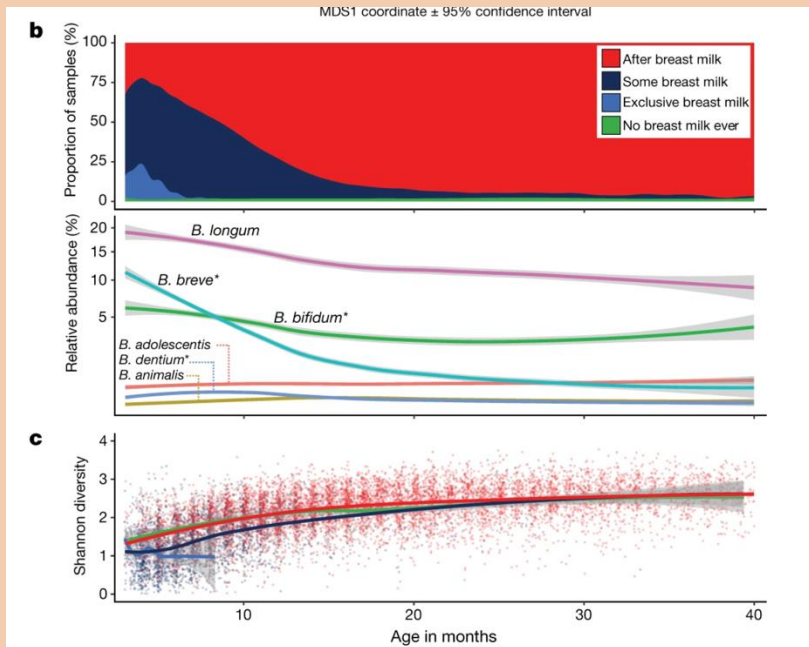 MDS1 coordinate ± 95% confidence interval
b
Proportion of samples (%)
100
75
50
25
0
After breast milk
Some breast milk
Exclusive breast milk
No breast milk ever
Relative abundance (%)
20
15
10
5
B. longum
B. breve*
B. bifidum*
B. adolescentis
B. dentium*
B. animalis
c
Shannon diversity
4
3
2
1
0
10
20
30
40
Age in months